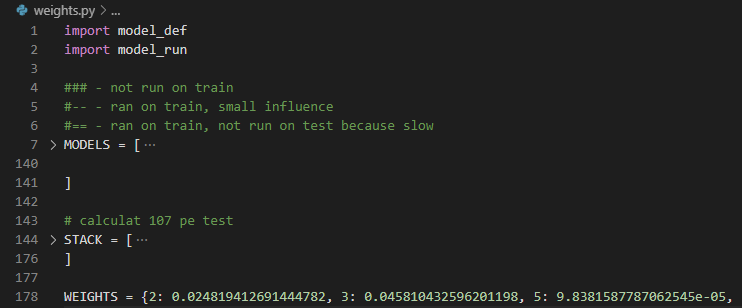 weights.py > ...
1 import model_def
2 import model_run
3
4 ### - not run on train
5 #-- - ran on train, small influence
6 #== - ran on train, not run on test because slow
7 > MODELS = [ ...
140
141 ]
142
143 # calculat 107 pe test
144 > STACK = [ ...
176 ]
177
178 WEIGHTS = {2: 0.024819412691444782, 3: 0.045810432596201198, 5: 9.8381587787062545e-05,